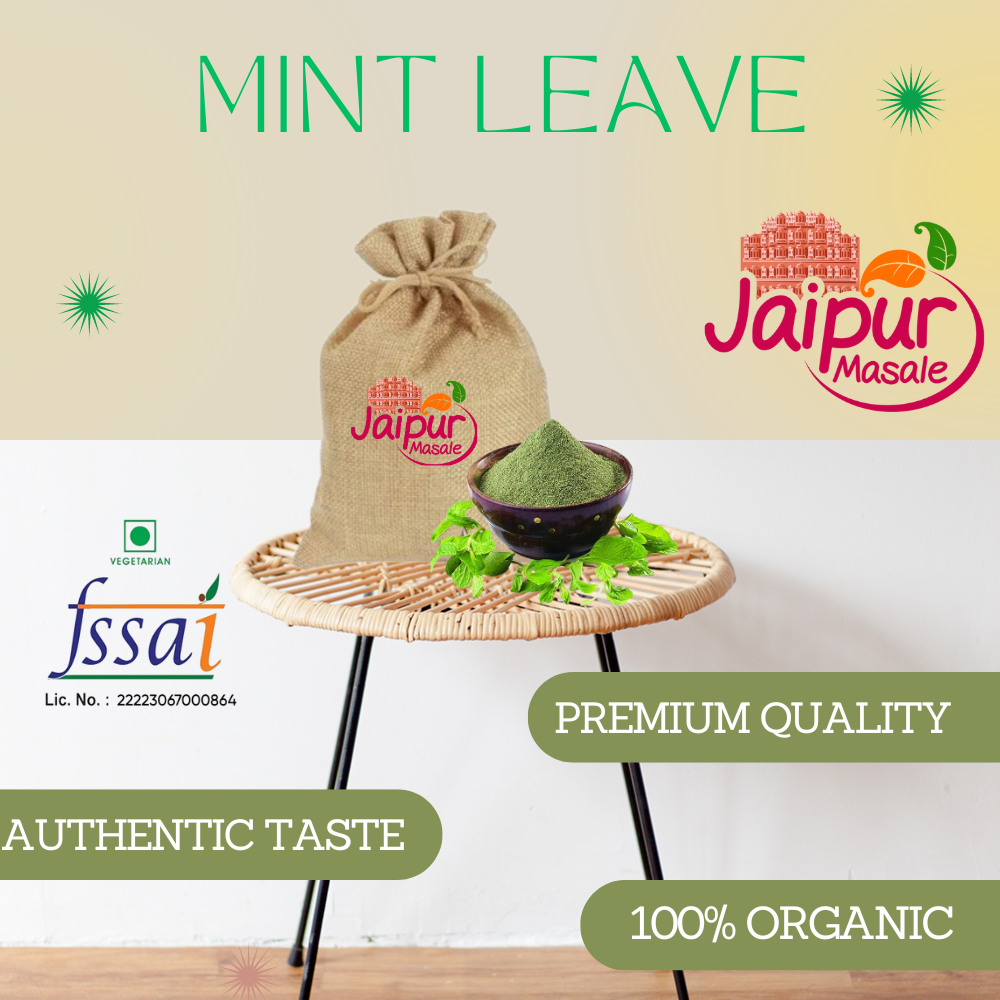 MINT LEAVE
Jaipur
Masale
Jaipur
Masale
VEGETARIAN
fssai
Lic. No. : 22223067000864
PREMIUM QUALITY
AUTHENTIC TASTE
100% ORGANIC